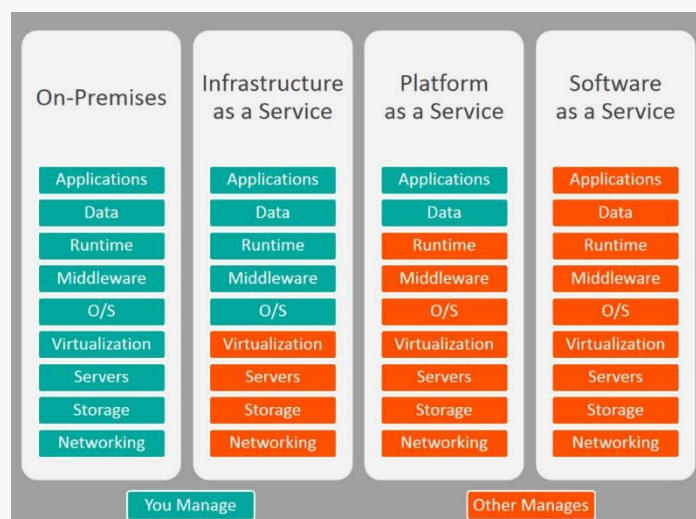 On-Premises
Applications
Data
Runtime
Middleware
O/S
Virtualization
Servers
Storage
Networking
Infrastructure
as a Service
Applications
Data
Runtime
Middleware
O/S
Virtualization
Servers
Storage
Networking
Platform
as a Service
Applications
Data
Runtime
Middleware
O/S
Virtualization
Servers
Storage
Networking
Software
as a Service
Applications
Data
Runtime
Middleware
O/S
Virtualization
Servers
Storage
Networking
You Manage
Other Manages